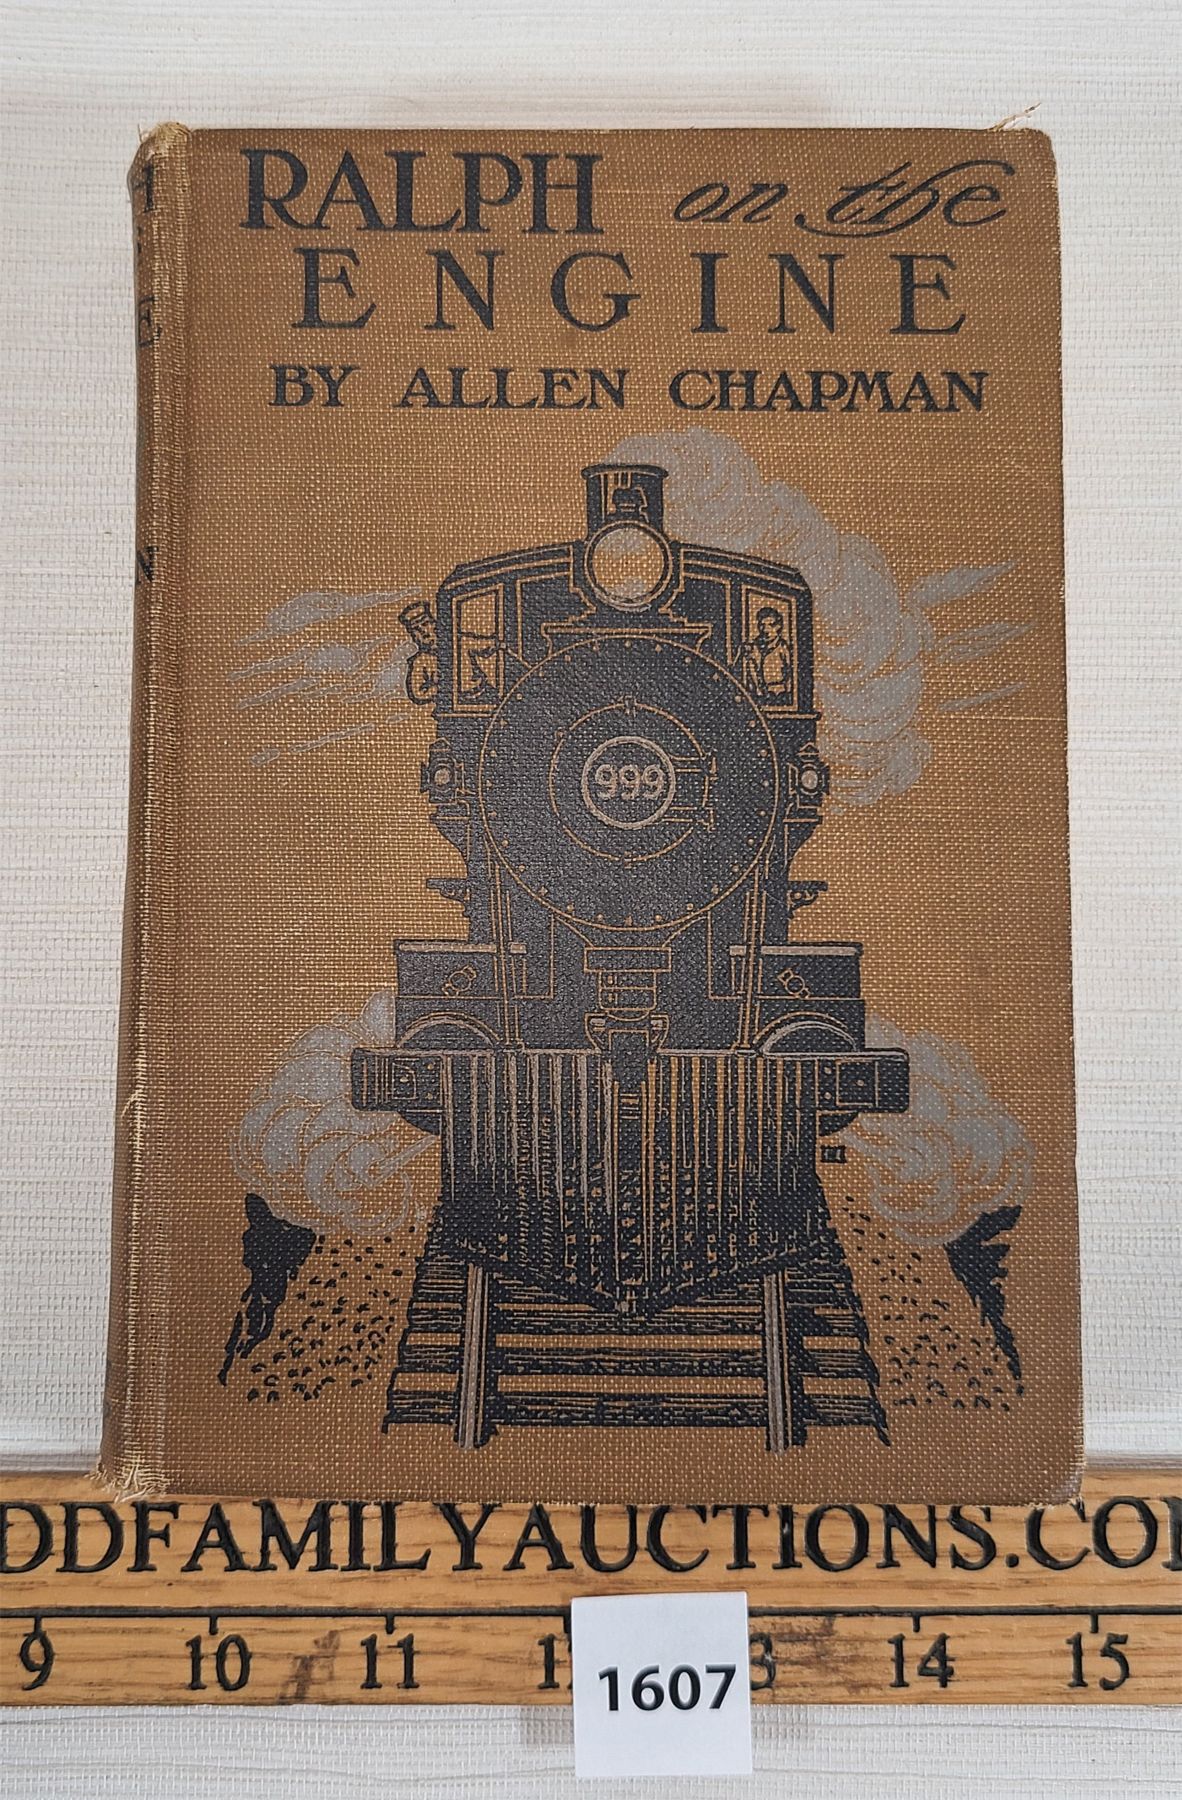 RALPH on the
ENGINE
BY ALLEN CHAPMAN
999
DDFAMILYAUCTIONS.CO
9 10 11 14 15
1607